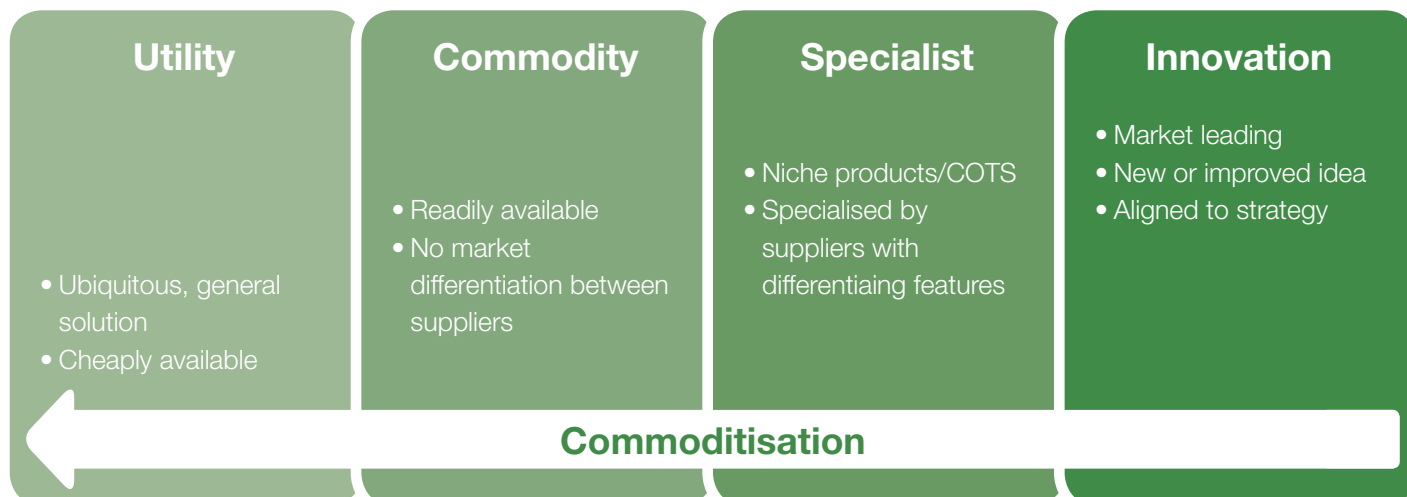 Utility
• Ubiquitous, general
solution
• Cheaply available
Commodity
• Readily available
• No market
differentiation between
suppliers
Specialist
• Niche products/COTS
• Specialised by
suppliers with
differentiaing features
Innovation
• Market leading
• New or improved idea
• Aligned to strategy
Commoditisation